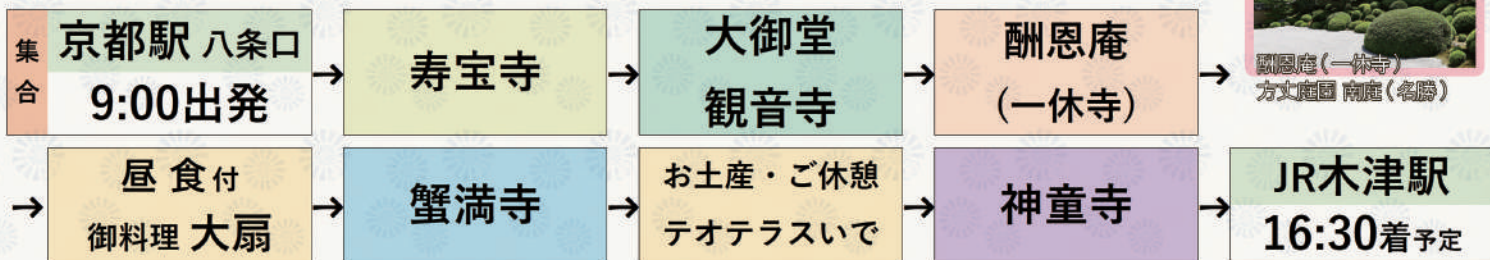 集合
京都駅 八条口
9:00出発
→
寿宝寺
→
大御堂
観音寺
→
酬恩庵
(一休寺)
→
酬恩庵(一休寺)
方丈庭園 南庭(名勝)
→
昼食付
御料理 大扇
→
蟹満寺
→
お土産・ご休憩
テオテラスいで
→
神童寺
→
JR木津駅
16:30着予定